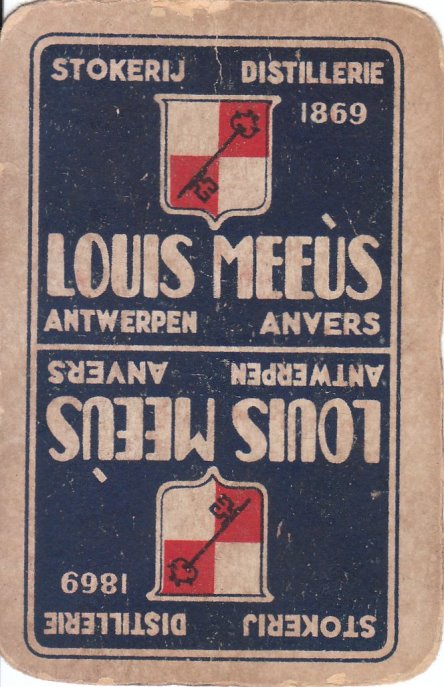 STOKERIJ DISTILLERIE
1869
LOUIS MEEÙS
ANTWERPEN ANVERS
ANTWERPEN ANVERS
LOUIS MEEÙS
1869
STOKERIJ DISTILLERIE